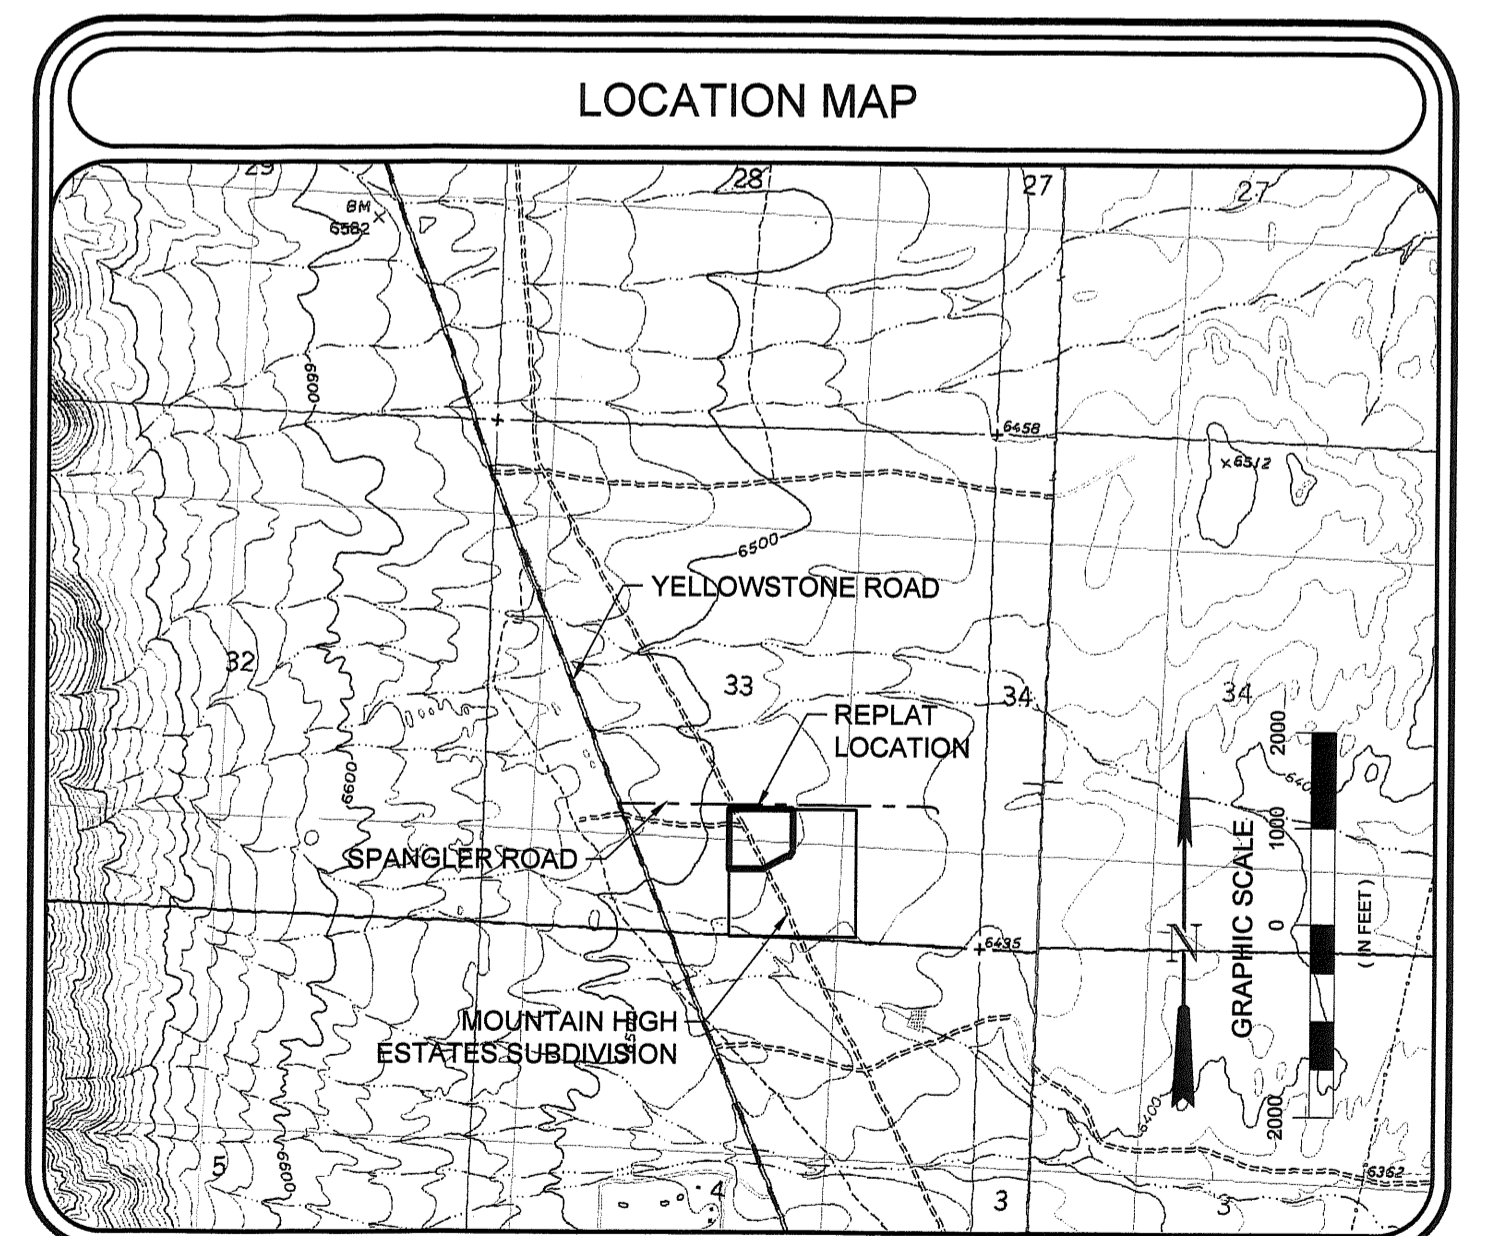 LOCATION MAP
29
28
27
27
BM
6582
6600
6458
6512
6500
YELLOWSTONE ROAD
32
33
34
34
REPLAT
LOCATION
6600
SPANGLER ROAD
6435
MOUNTAIN HIGH
ESTATES SUBDIVISION
N
GRAPHIC SCALE
2000
1000
0
2000
( IN FEET )
6400
6362
6600
5
4
3
3